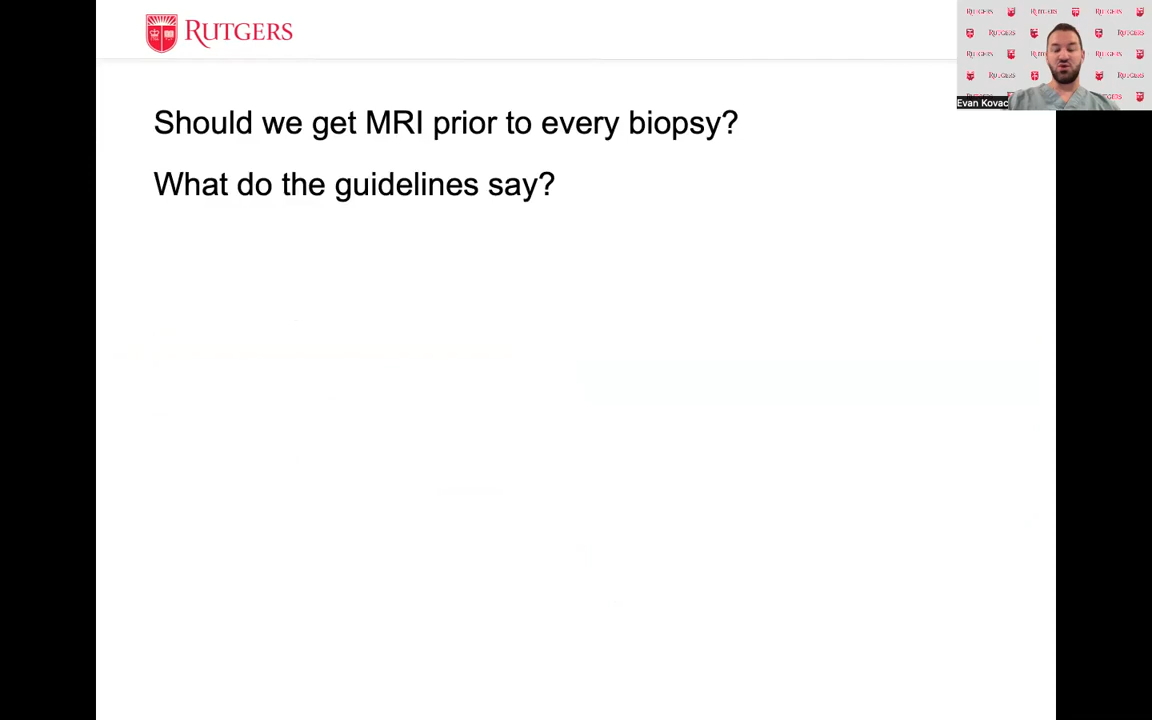 RUTGERS
Should we get MRI prior to every biopsy?
What do the guidelines say?
Evan Kovac